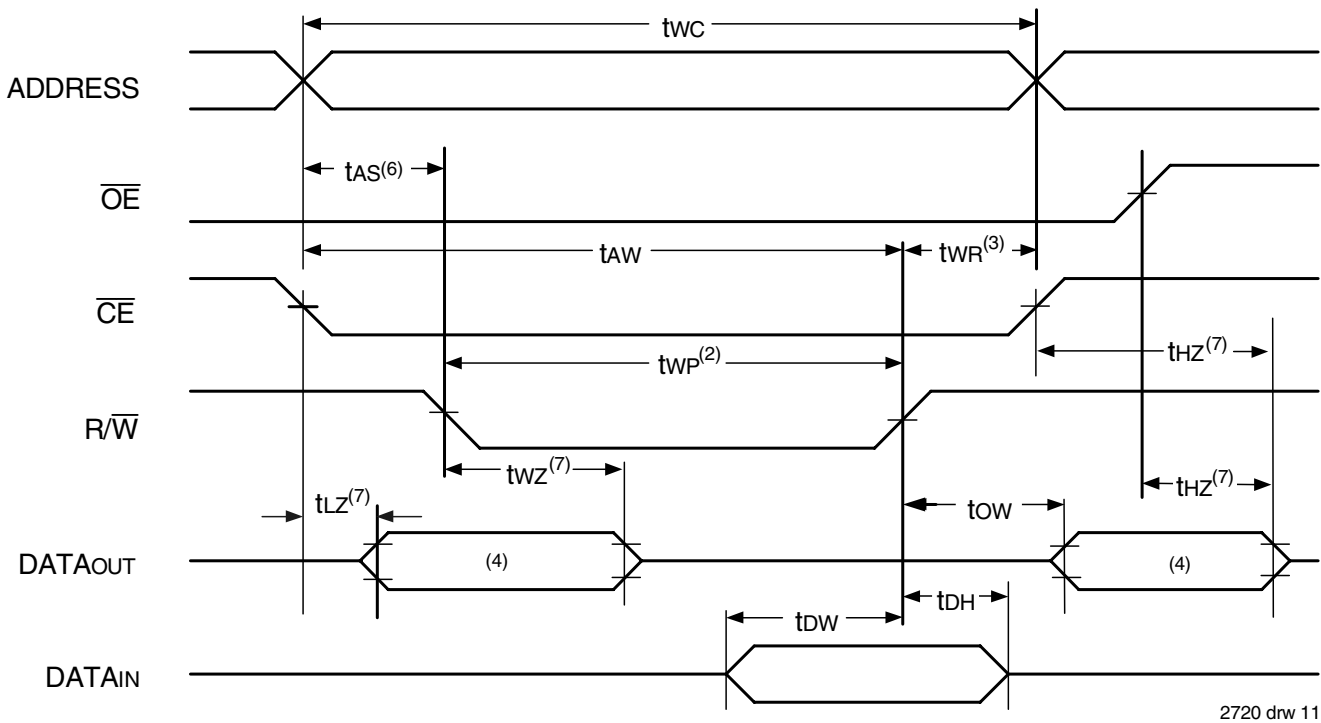 tWC
ADDRESS
tAS(6)
OE
tAW
tWR(3)
CE
tWP(2)
tHZ(7)
R/W
tWZ(7)
tLZ(7)
tHZ(7)
tOW
DATAOUT
(4)
(4)
tDH
tDW
DATAIN
2720 drw 11